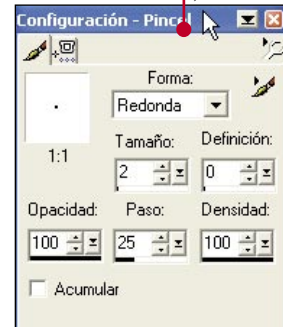 Configuración - Pincel
Forma:
Redonda
1:1
Tamaño: Definición:
2 0
Opacidad: Paso: Densidad:
100 25 100
Acumular